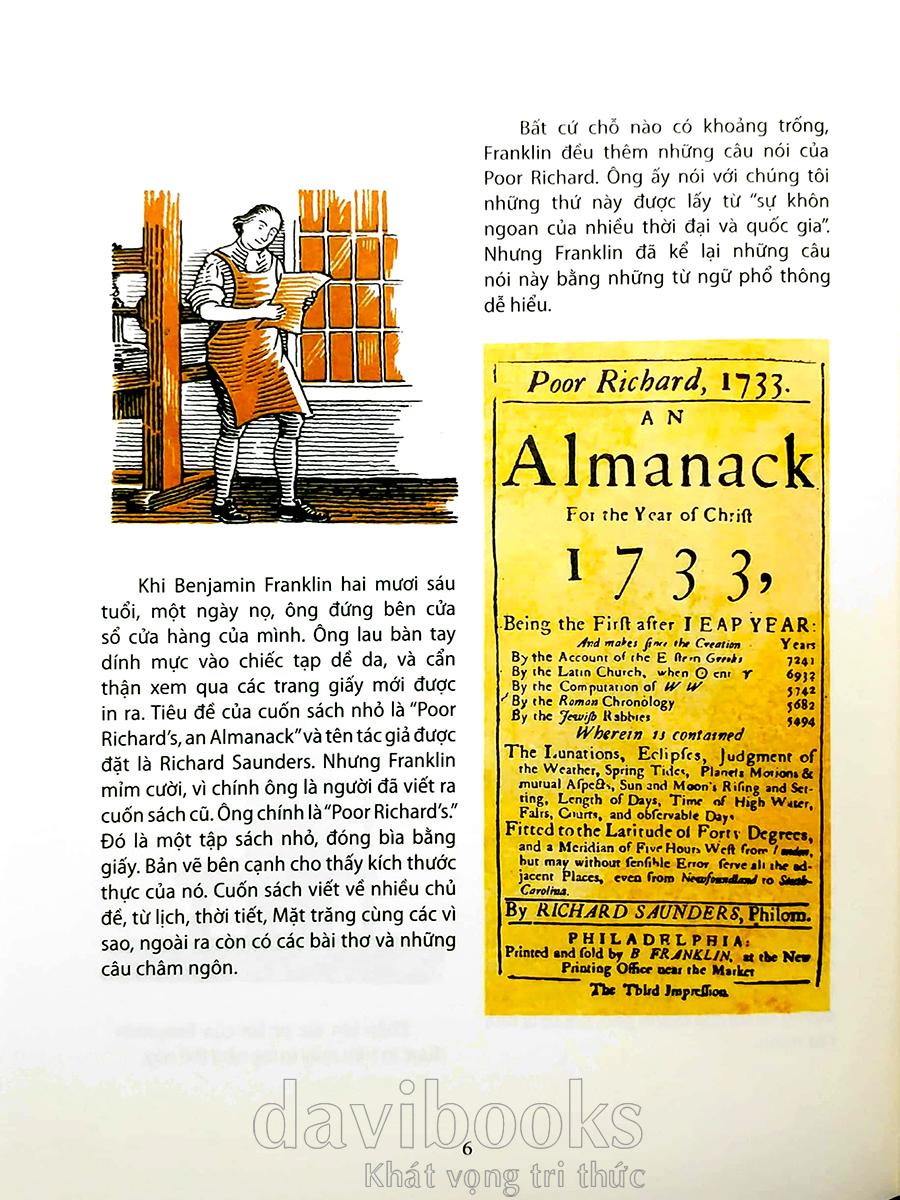 Khi Benjamin Franklin hai mươi sáu
tuổi, một ngày nọ, ông đứng bên cửa
sổ cửa hàng của mình. Ông lau bàn tay
dính mực vào chiếc tạp dề da, và cẩn
thận xem qua các trang giấy mới được
in ra. Tiêu đề của cuốn sách nhỏ là “Poor
Richard’s, an Almanack” và tên tác giả được
đặt là Richard Saunders. Nhưng Franklin
mỉm cười, vì chính ông là người đã viết ra
cuốn sách cũ. Ông chính là “Poor Richard’s.”
Đó là một tập sách nhỏ, đóng bìa bằng
giấy. Bản vẽ bên cạnh cho thấy kích thước
thực của nó. Cuốn sách viết về nhiều chủ
đề, từ lịch, thời tiết, Mặt trăng cùng các vì
sao, ngoài ra còn có các bài thơ và những
câu châm ngôn.
Bất cứ chỗ nào có khoảng trống,
Franklin đều thêm những câu nói của
Poor Richard. Ông ấy nói với chúng tôi
những thứ này được lấy từ “sự khôn
ngoan của nhiều thời đại và quốc gia”.
Nhưng Franklin đã kể lại những câu
nói này bằng những từ ngữ phổ thông
dễ hiểu.
Poor Richard, 1733.
AN
Almanack
For the Year of Chriſt
1733,
Being the Firſt after LEAP YEAR:
And makes ſince the Creation Years
By the Account of the Eſtern Greeks 7241
By the Latin Church, when O ent ♈ 6932
By the Computation of W W 5742
By the Roman Chronology 5682
By the Jewiſh Rabbies 5494
Wherein is contained
The Lunations, Eclipſes, Judgment of
the Weather, Spring Tides, Planets Motions &
mutual Aſpects, Sun and Moon's Riſing and Set-
ting, Length of Days, Time of High Water,
Fairs, Courts, and obſervable Days
Fitted to the Latitude of Forty Degrees,
and a Meridian of Five Hours Weſt from London,
but may without ſenſible Error ſerve all the ad-
jacent Places, even from Newfoundland to South-
Carolina.
By RICHARD SAUNDERS, Philom.
PHILADELPHIA:
Printed and ſold by B FRANKLIN, at the New
Printing Office near the Market
The Third Impreſſion
davibooks
6
Khát vọng tri thức